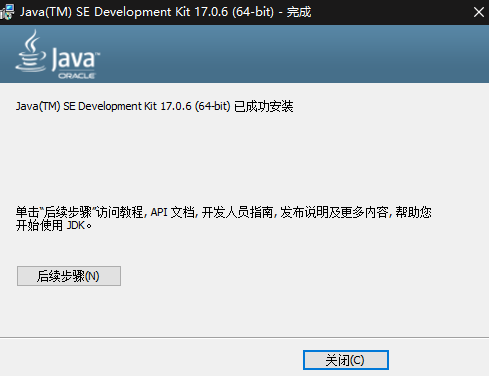 Java(TM) SE Development Kit 17.0.6 (64-bit) - 完成
Java™
ORACLE
Java(TM) SE Development Kit 17.0.6 (64-bit) 已成功安装
单击“后续步骤”访问教程, API 文档, 开发人员指南, 发布说明及更多内容, 帮助您
开始使用 JDK。
后续步骤(N)
关闭(C)